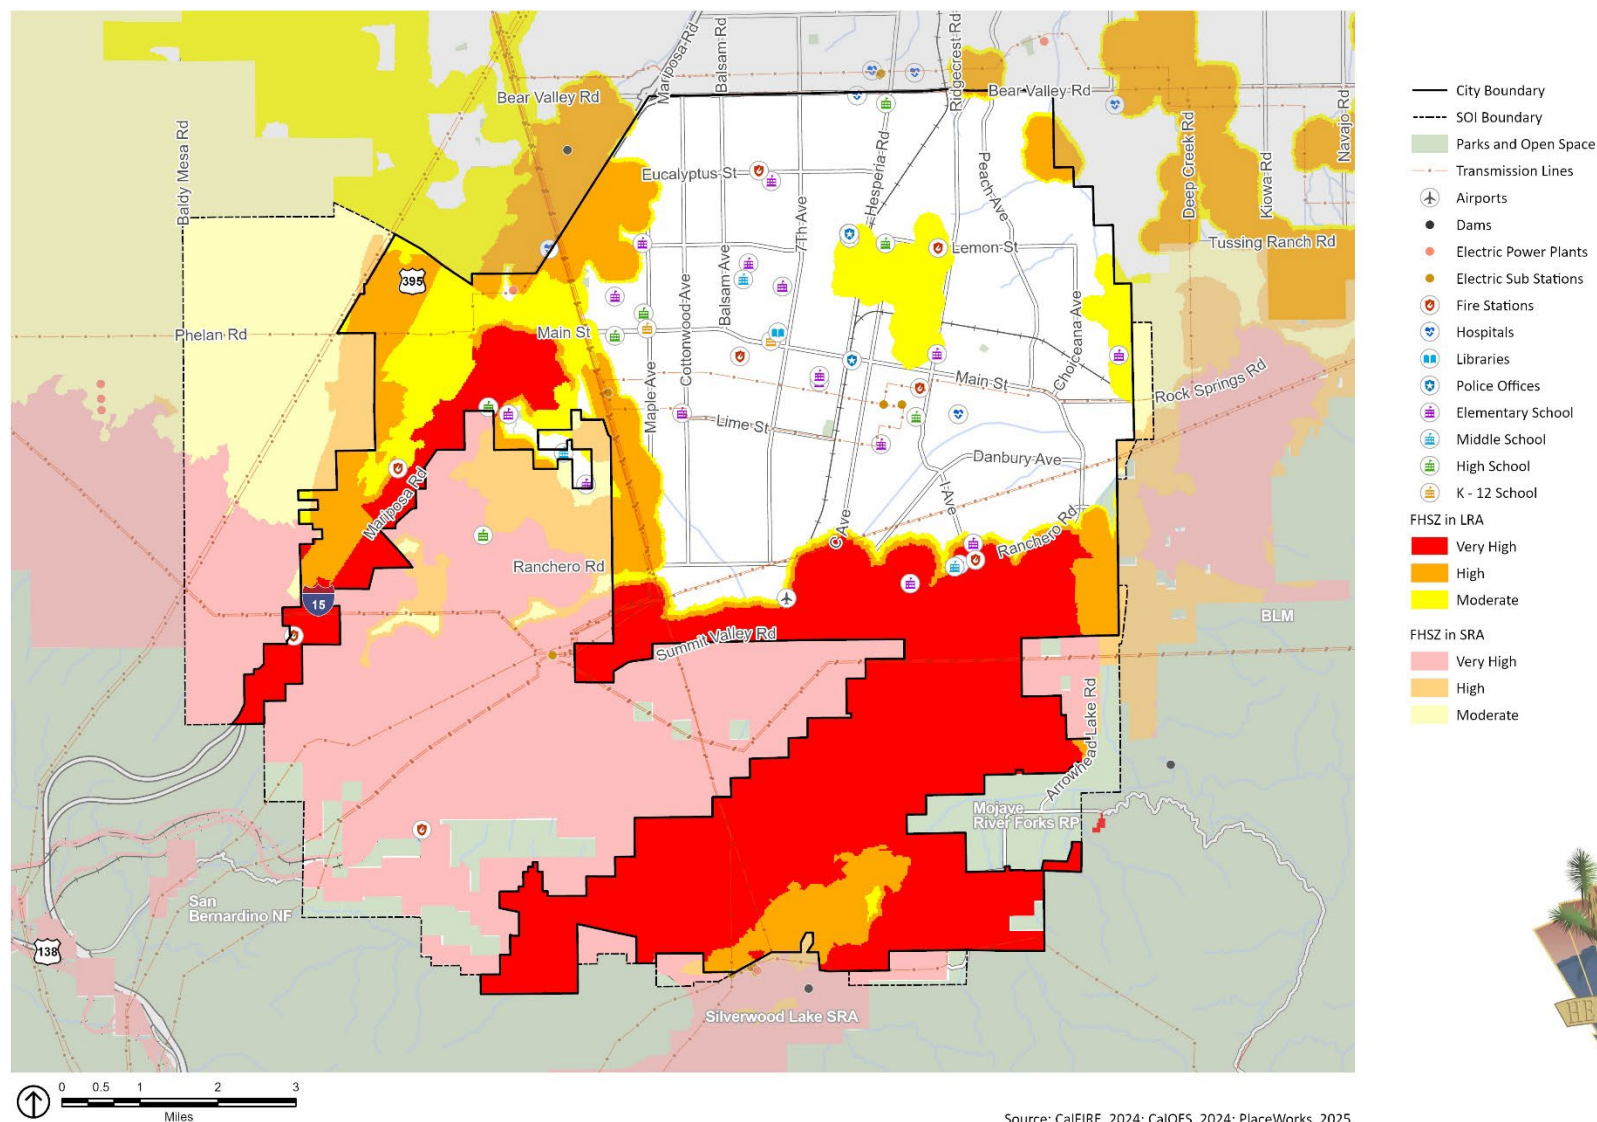 Mariposa Rd
Balsam Rd
Ridgecrest Rd
Bear Valley Rd
Bear Valley Rd
Baldy Mesa Rd
Deep Creek Rd
Kiowa Rd
Navajo Rd
Eucalyptus St
Hesperia Rd
Peach Ave
7th Ave
Lemon St
Tussing Ranch Rd
395
Balsam Ave
Cottonwood Ave
Choiceana Ave
Phelan Rd
Main St
Main St
Rock Springs Rd
Maple Ave
Lime St
Danbury Ave
Mariposa Rd
I Ave
C Ave
Ranchero Rd
Ranchero Rd
15
BLM
Summit Valley Rd
Arrowhead Lake Rd
Mojave
River Forks RP
San
Bernardino NF
138
Silverwood Lake SRA
City Boundary
SOI Boundary
Parks and Open Space
Transmission Lines
Airports
Dams
Electric Power Plants
Electric Sub Stations
Fire Stations
Hospitals
Libraries
Police Offices
Elementary School
Middle School
High School
K - 12 School
FHSZ in LRA
Very High
High
Moderate
FHSZ in SRA
Very High
High
Moderate
0 0.5 1 2 3
Miles
Source: CalFIRE, 2024; CalOES, 2024; PlaceWorks, 2025